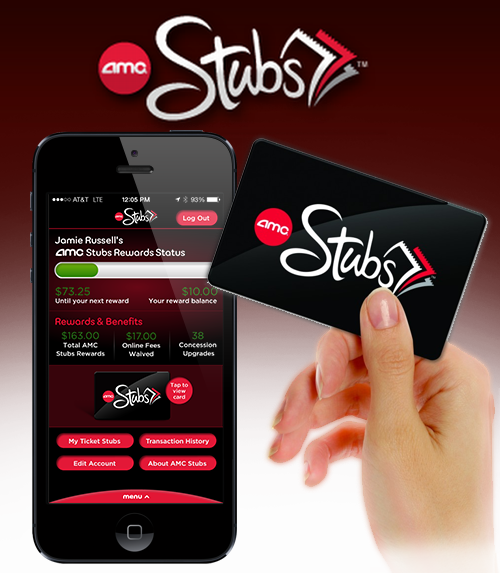 amc Stubs TM
AT&T LTE 12:05 PM 93%
amc Stubs Log Out
Jamie Russell's
amc Stubs Rewards Status
$73.25 $10.00
Until your next reward Your reward balance
Rewards & Benefits
$163.00 $17.00 38
Total AMC Online Fees Concession
Stubs Rewards Waived Upgrades
amc Stubs
Tap to
view
card
My Ticket Stubs Transaction History
Edit Account About AMC Stubs
menu ^
amc Stubs